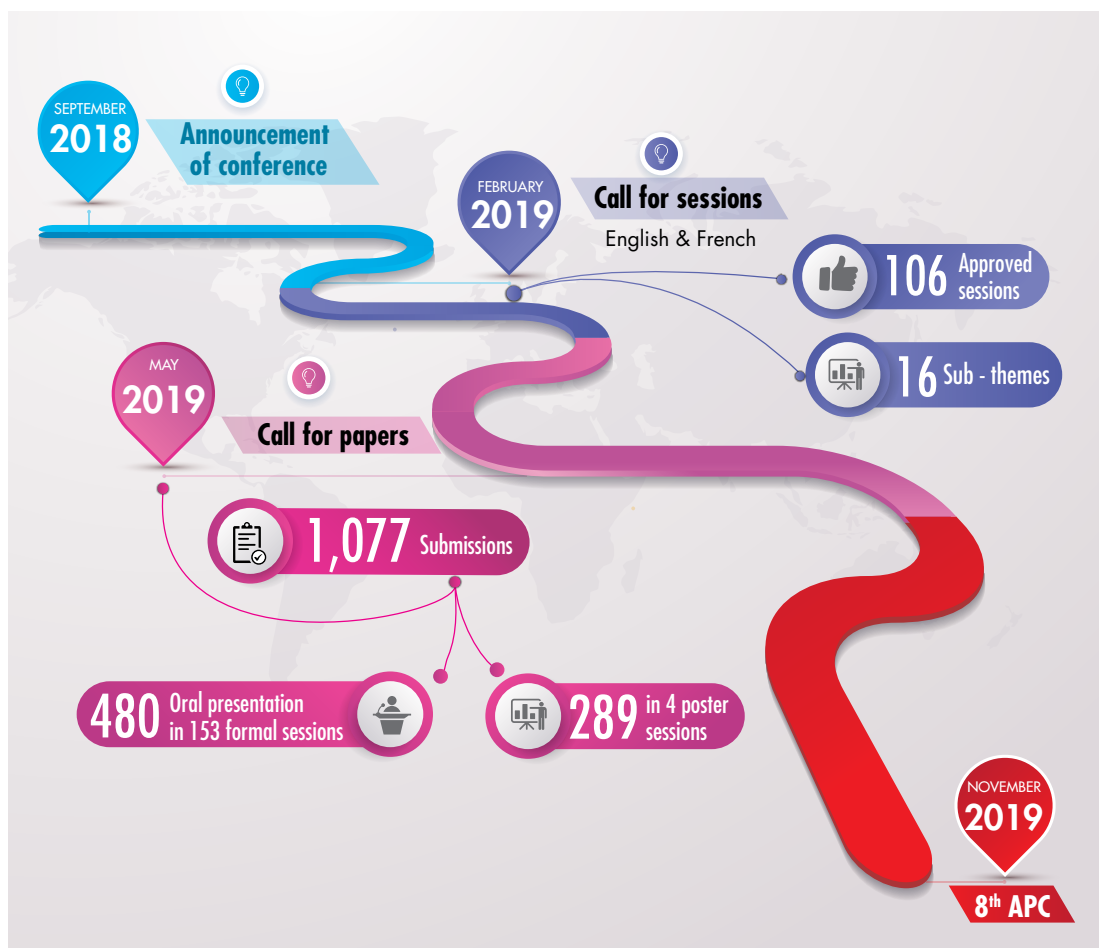 SEPTEMBER
2018
Announcement
of conference
FEBRUARY
2019
Call for sessions
English & French
106 Approved
sessions
16 Sub - themes
MAY
2019
Call for papers
1,077 Submissions
480 Oral presentation
in 153 formal sessions
289 in 4 poster
sessions
NOVEMBER
2019
8th APC